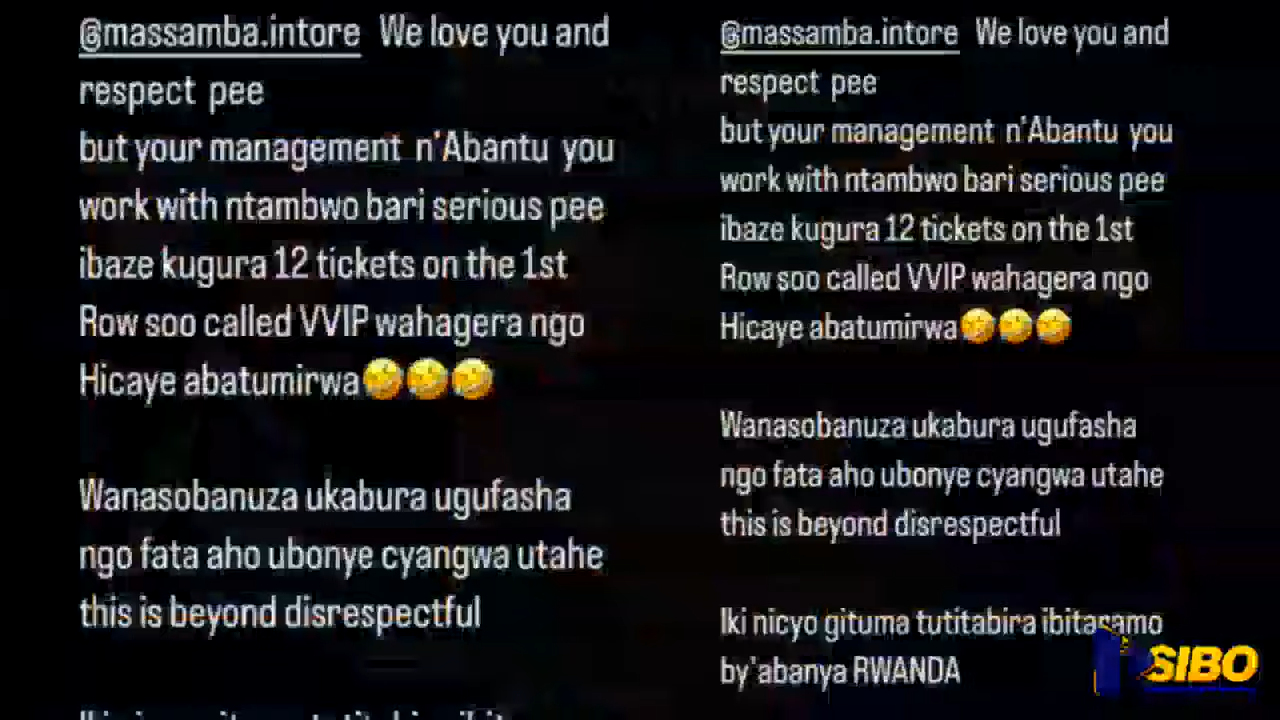 @massamba.intore We love you and
respect pee
but your management n'Abantu you
work with ntambwo bari serious pee
ibaze kugura 12 tickets on the 1st
Row soo called VVIP wahagera ngo
Hicaye abatumirwa🤣🤣🤣
Wanasobanuza ukabura ugufasha
ngo fata aho ubonye cyangwa utahe
this is beyond disrespectful
@massamba.intore We love you and
respect pee
but your management n'Abantu you
work with ntambwo bari serious pee
ibaze kugura 12 tickets on the 1st
Row soo called VVIP wahagera ngo
Hicaye abatumirwa🤣🤣🤣
Wanasobanuza ukabura ugufasha
ngo fata aho ubonye cyangwa utahe
this is beyond disrespectful
Iki nicyo gituma tutitabira ibitaramo
by'abanya RWANDA
SIBO